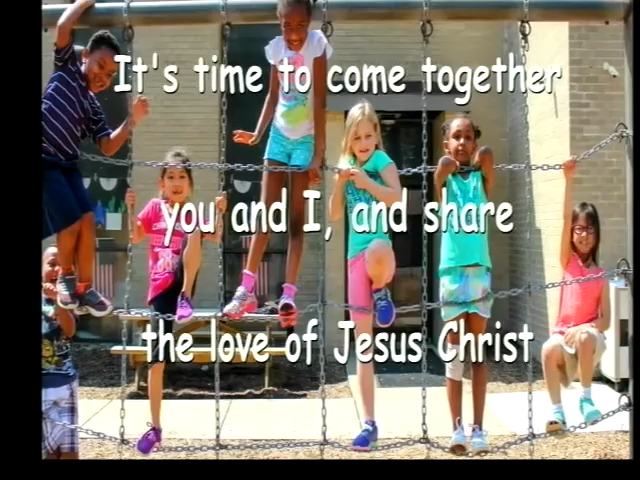 It's time to come together
you and I, and share
the love of Jesus Christ